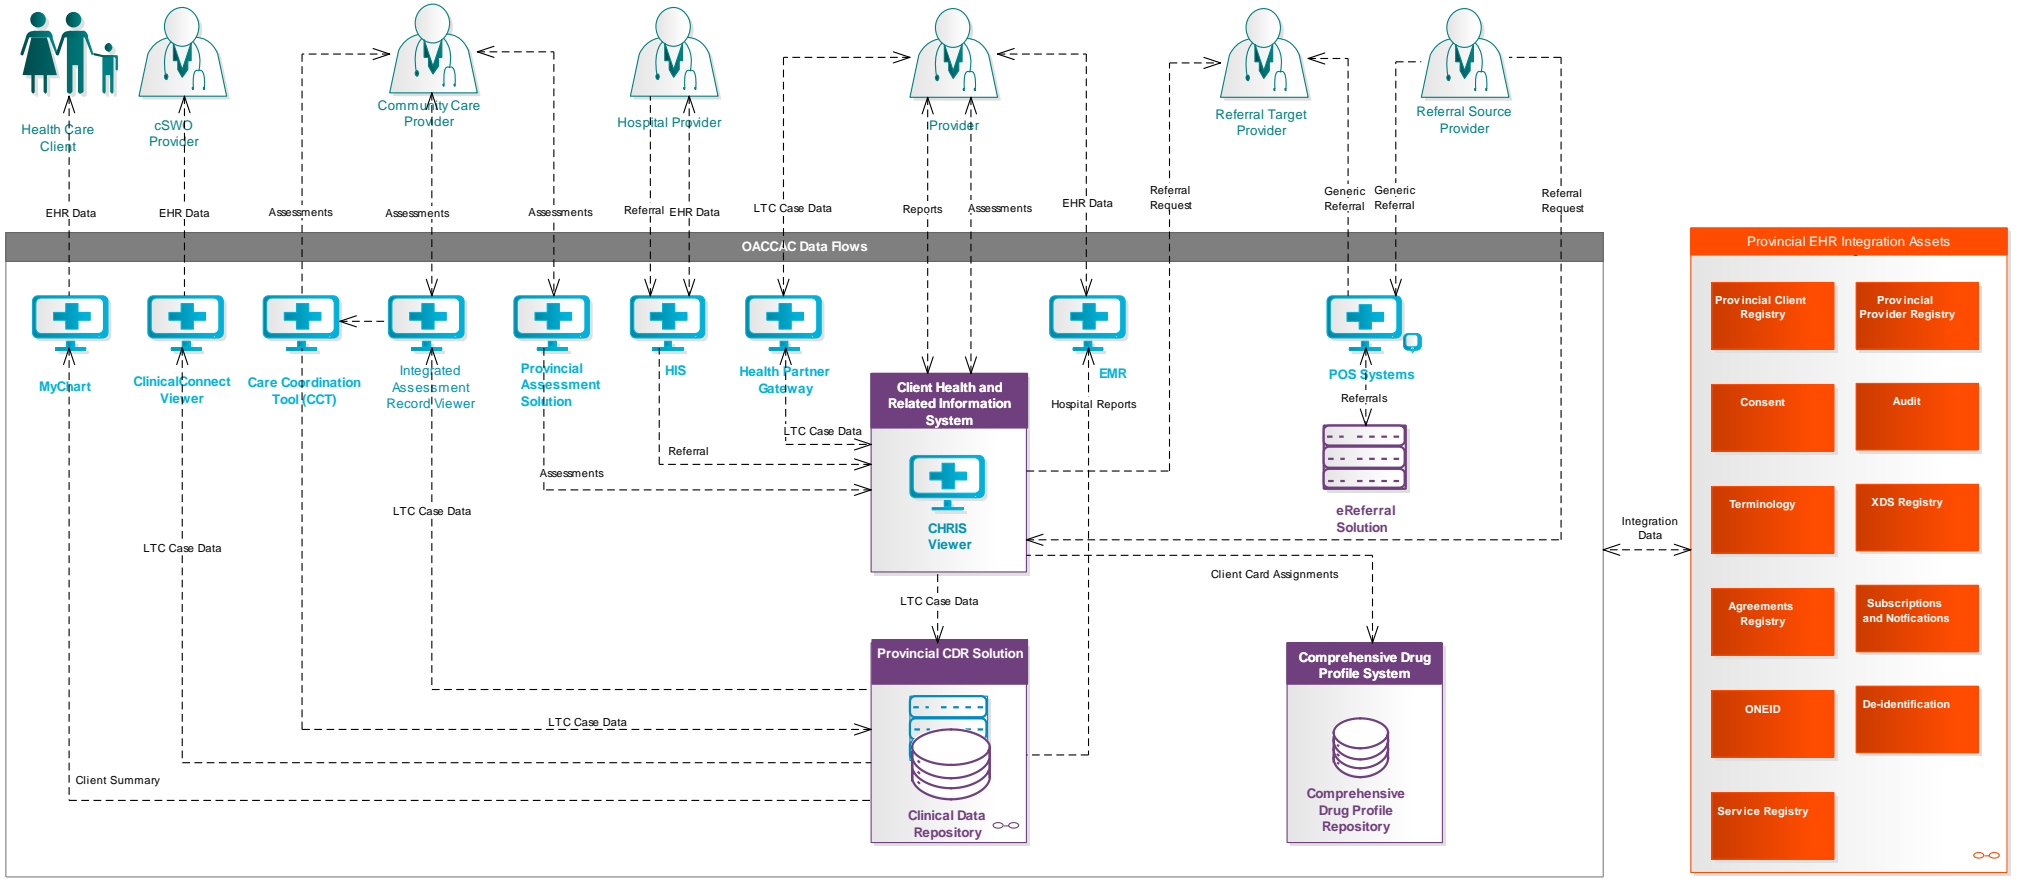 Health Care
Client
cSWO
Provider
Community Care
Provider
Hospital Provider
Provider
Referral Target
Provider
Referral Source
Provider
EHR Data
EHR Data
Assessments
Assessments
Assessments
Referral
EHR Data
LTC Case Data
Reports
Assessments
EHR Data
Referral
Request
Generic
Referral
Generic
Referral
Referral
Request
OACCAC Data Flows
MyChart
ClinicalConnect
Viewer
Care Coordination
Tool (CCT)
Integrated
Assessment
Record Viewer
Provincial
Assessment
Solution
HIS
Health Partner
Gateway
Client Health and
Related Information
System
EMR
POS Systems
Hospital Reports
Referrals
LTC Case Data
Referral
Assessments
CHRIS
Viewer
eReferral
Solution
LTC Case Data
LTC Case Data
Client Card Assignments
LTC Case Data
Provincial CDR Solution
Comprehensive Drug
Profile System
LTC Case Data
Client Summary
Clinical Data
Repository
Comprehensive
Drug Profile
Repository
Integration
Data
Provincial EHR Integration Assets
Provincial Client
Registry
Provincial
Provider Registry
Consent
Audit
Terminology
XDS Registry
Agreements
Registry
Subscriptions
and Notfications
ONEID
De-identification
Service Registry